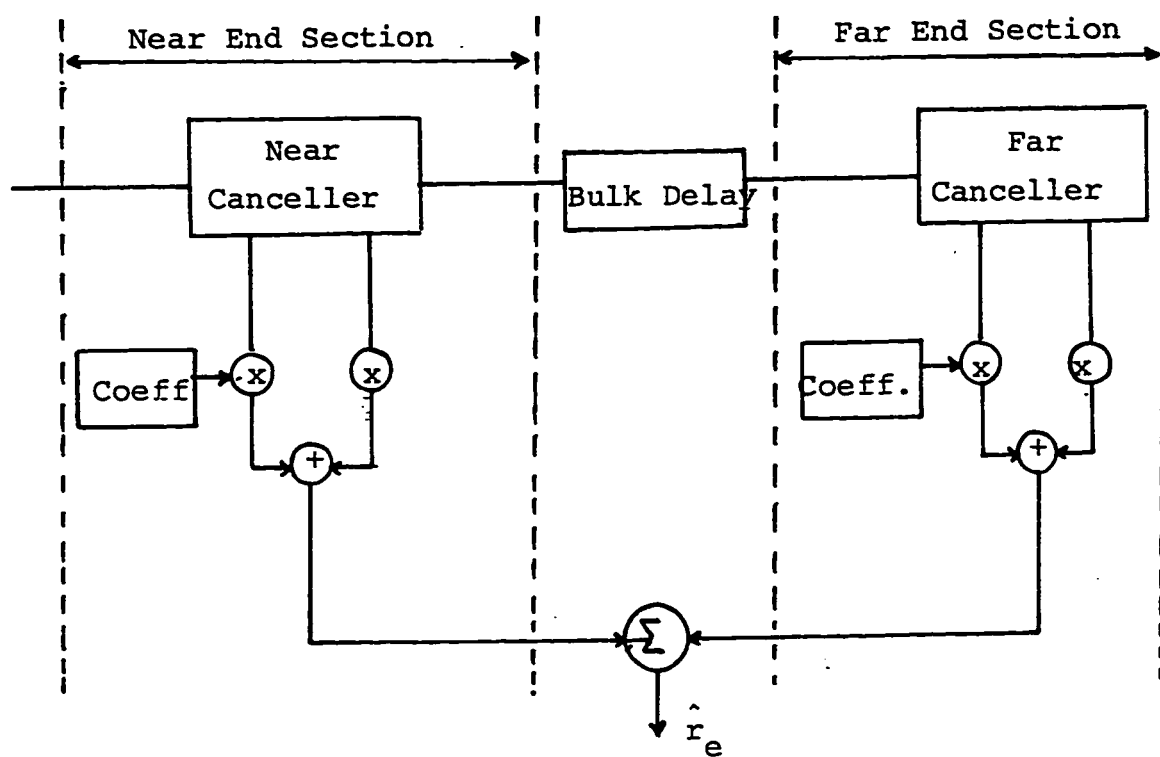 Near End Section
Far End Section
Near
Canceller
Bulk Delay
Far
Canceller
Coeff
x
x
+
Coeff.
x
x
+
Σ
r̂e